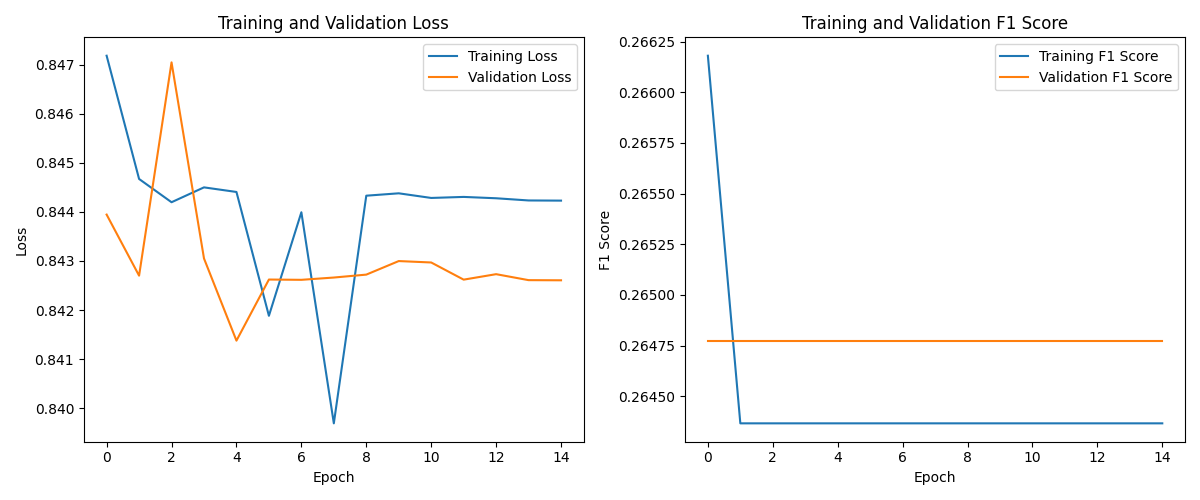 Training and Validation Loss
Training Loss
Validation Loss
0.847
0.846
0.845
0.844
0.843
0.842
0.841
0.840
Loss
0 2 4 6 8 10 12 14
Epoch
Training and Validation F1 Score
Training F1 Score
Validation F1 Score
0.26625
0.26600
0.26575
0.26550
0.26525
0.26500
0.26475
0.26450
F1 Score
0 2 4 6 8 10 12 14
Epoch